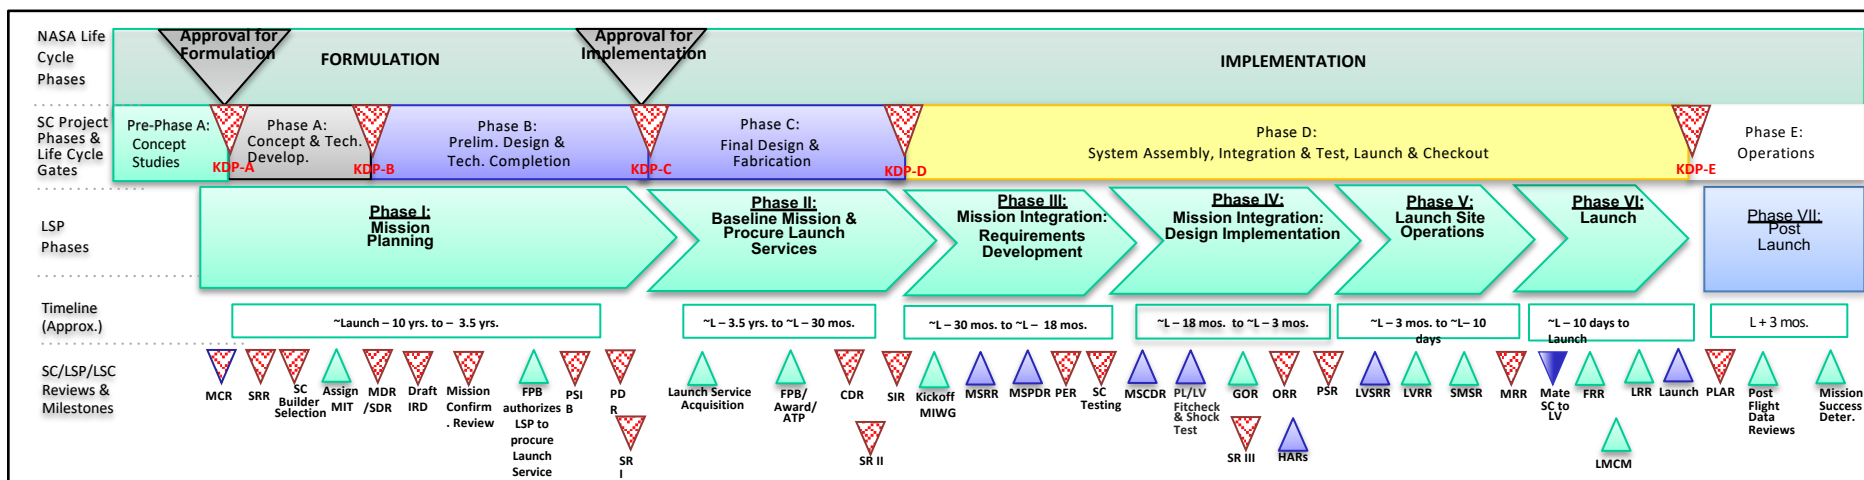 NASA Life
Cycle
Phases
Approval for
Formulation
FORMULATION
Approval for
Implementation
IMPLEMENTATION
SC Project
Phases &
Life Cycle
Gates
Pre-Phase A:
Concept
Studies
KDP-A
Phase A:
Concept & Tech.
Develop.
KDP-B
Phase B:
Prelim. Design &
Tech. Completion
KDP-C
Phase C:
Final Design &
Fabrication
KDP-D
Phase D:
System Assembly, Integration & Test, Launch & Checkout
KDP-E
Phase E:
Operations
LSP
Phases
Phase I:
Mission
Planning
Phase II:
Baseline Mission &
Procure Launch
Services
Phase III:
Mission Integration:
Requirements
Development
Phase IV:
Mission Integration:
Design Implementation
Phase V:
Launch Site
Operations
Phase VI:
Launch
Phase VII:
Post
Launch
Timeline
(Approx.)
~Launch – 10 yrs. to – 3.5 yrs.
~L – 3.5 yrs. to ~L – 30 mos.
~L – 30 mos. to ~L – 18 mos.
~L – 18 mos. to ~L – 3 mos.
~L – 3 mos. to ~L– 10
days
~L – 10 days to
Launch
L + 3 mos.
SC/LSP/LSC
Reviews &
Milestones
MCR
SRR
SC
Builder
Selection
Assign
MIT
MDR
/SDR
Draft
IRD
Mission
Confirm
. Review
FPB
authorizes
LSP to
procure
Launch
Service
PSI
B
PD
R
SR
I
Launch Service
Acquisition
FPB/
Award/
ATP
CDR
SR II
SIR
Kickoff
MIWG
MSRR
MSPDR
PER
SC
Testing
MSCDR
PL/LV
Fitcheck
& Shock
Test
GOR
SR III
ORR
HARs
PSR
LVSRR
LVRR
SMSR
MRR
Mate
SC to
LV
FRR
LMCM
LRR
Launch
PLAR
Post
Flight
Data
Reviews
Mission
Success
Deter.